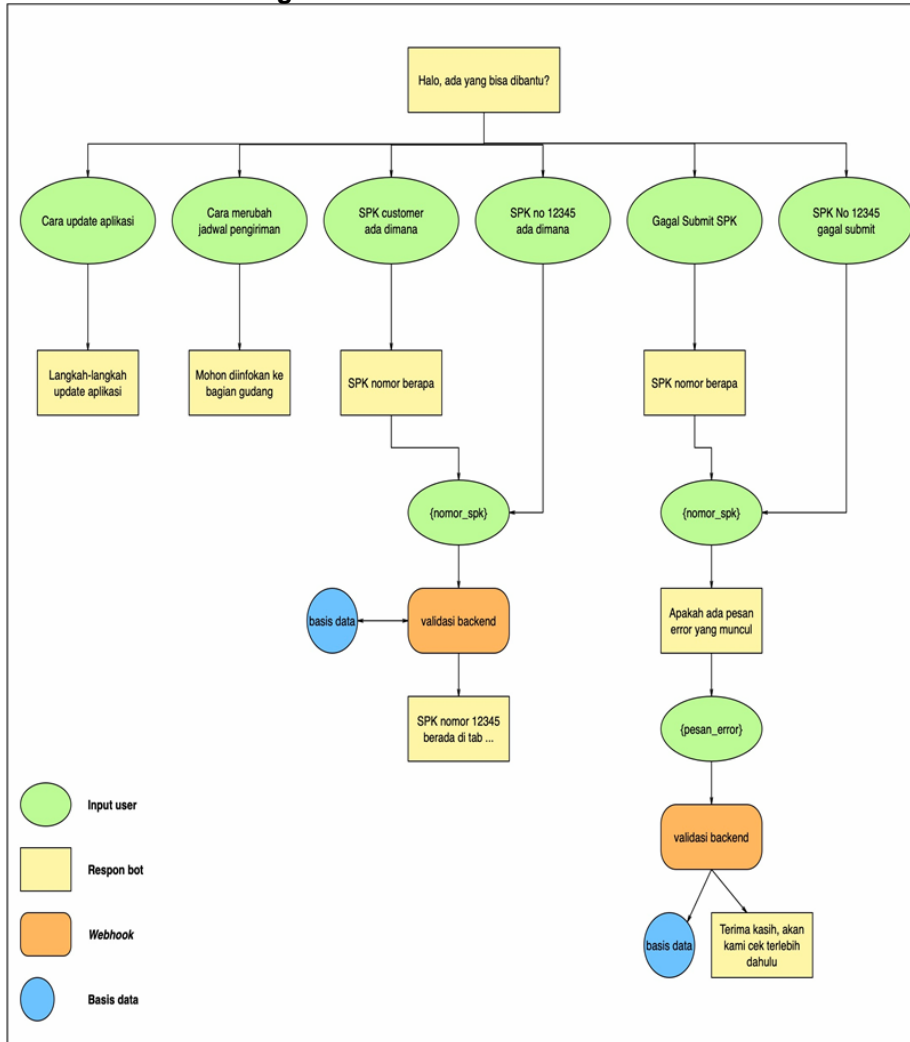 Halo, ada yang bisa dibantu?
Cara update aplikasi
Cara merubah
jadwal pengiriman
SPK customer
ada dimana
SPK no 12345
ada dimana
Gagal Submit SPK
SPK No 12345
gagal submit
Langkah-langkah
update aplikasi
Mohon diinfokan ke
bagian gudang
SPK nomor berapa
SPK nomor berapa
{nomor_spk}
{nomor_spk}
basis data
validasi backend
Apakah ada pesan
error yang muncul
SPK nomor 12345
berada di tab ...
{pesan_error}
validasi backend
basis data
Terima kasih, akan
kami cek terlebih
dahulu
Input user
Respon bot
Webhook
Basis data